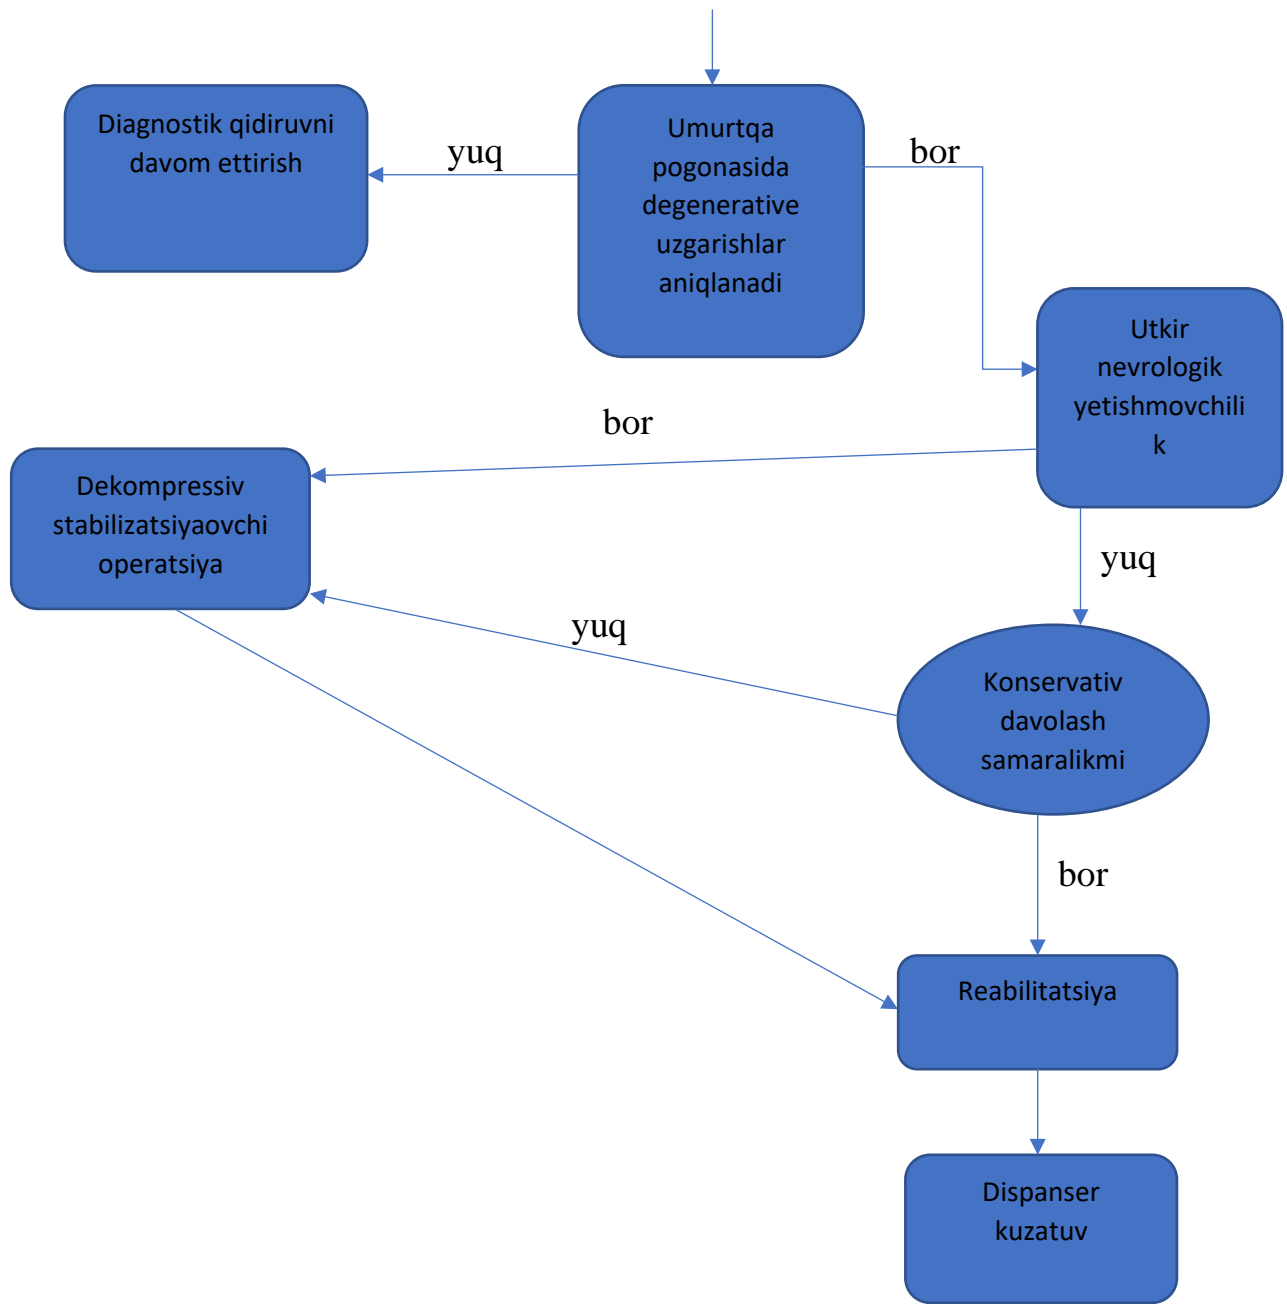 Diagnostik qidiruvni
davom ettirish
yuq
Umurtqa
pogonasida
degenerative
uzgarishlar
aniqlanadi
bor
Utkir
nevrologik
yetishmovchili
k
bor
Dekompressiv
stabilizatsiyaovchi
operatsiya
yuq
yuq
Konservativ
davolash
samaralikmi
bor
Reabilitatsiya
Dispanser
kuzatuv